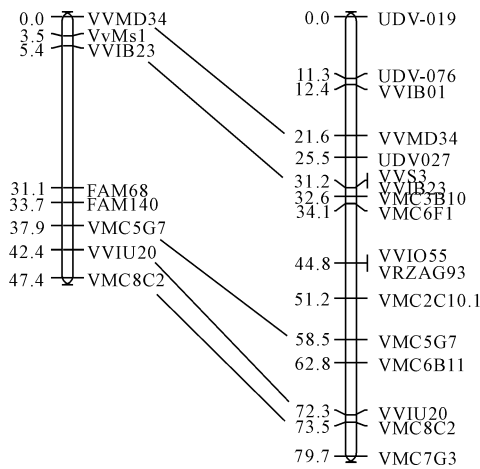 0.0 VVMD34
3.5 VvMs1
5.4 VVIB23
31.1 FAM68
33.7 FAM140
37.9 VMC5G7
42.4 VVIU20
47.4 VMC8C2
0.0 UDV-019
11.3 UDV-076
12.4 VVIB01
21.6 VVMD34
25.5 UDV027
VVS3
31.2 VVIB23
32.6 VMC3B10
34.1 VMC6F1
44.8 VVIO55
VRZAG93
51.2 VMC2C10.1
58.5 VMC5G7
62.8 VMC6B11
72.3 VVIU20
73.5 VMC8C2
79.7 VMC7G3